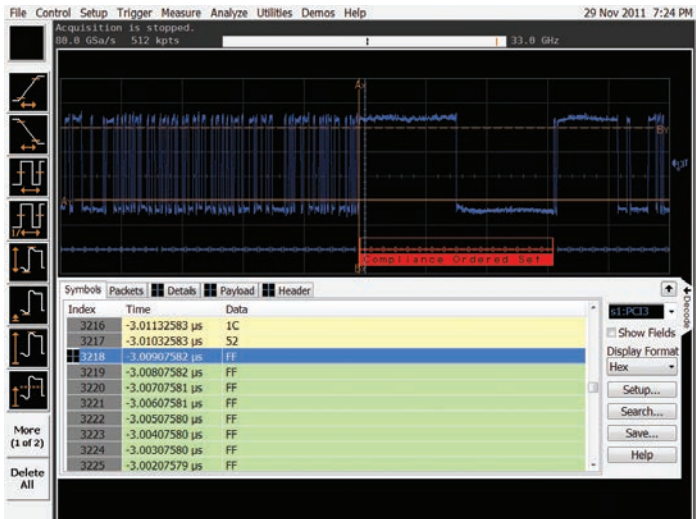 File Control Setup Trigger Measure Analyze Utilities Demos Help 29 Nov 2011 7:24 PM
Acquisition is stopped.
80.0 GSa/s 512 kpts 33.0 GHz
Compliance Ordered Set
Symbols Packets Details Payload Header
Index Time Data
3216 -3.01132583 µs 1C
3217 -3.01032583 µs 52
3218 -3.00907582 µs FF
3219 -3.00807582 µs FF
3220 -3.00707581 µs FF
3221 -3.00607581 µs FF
3222 -3.00507580 µs FF
3223 -3.00407580 µs FF
3224 -3.00307580 µs FF
3225 -3.00207579 µs FF
Decode
s1:PCI3
Show Fields
Display Format
Hex
Setup...
Search...
Save...
Help
More
(1 of 2)
Delete
All